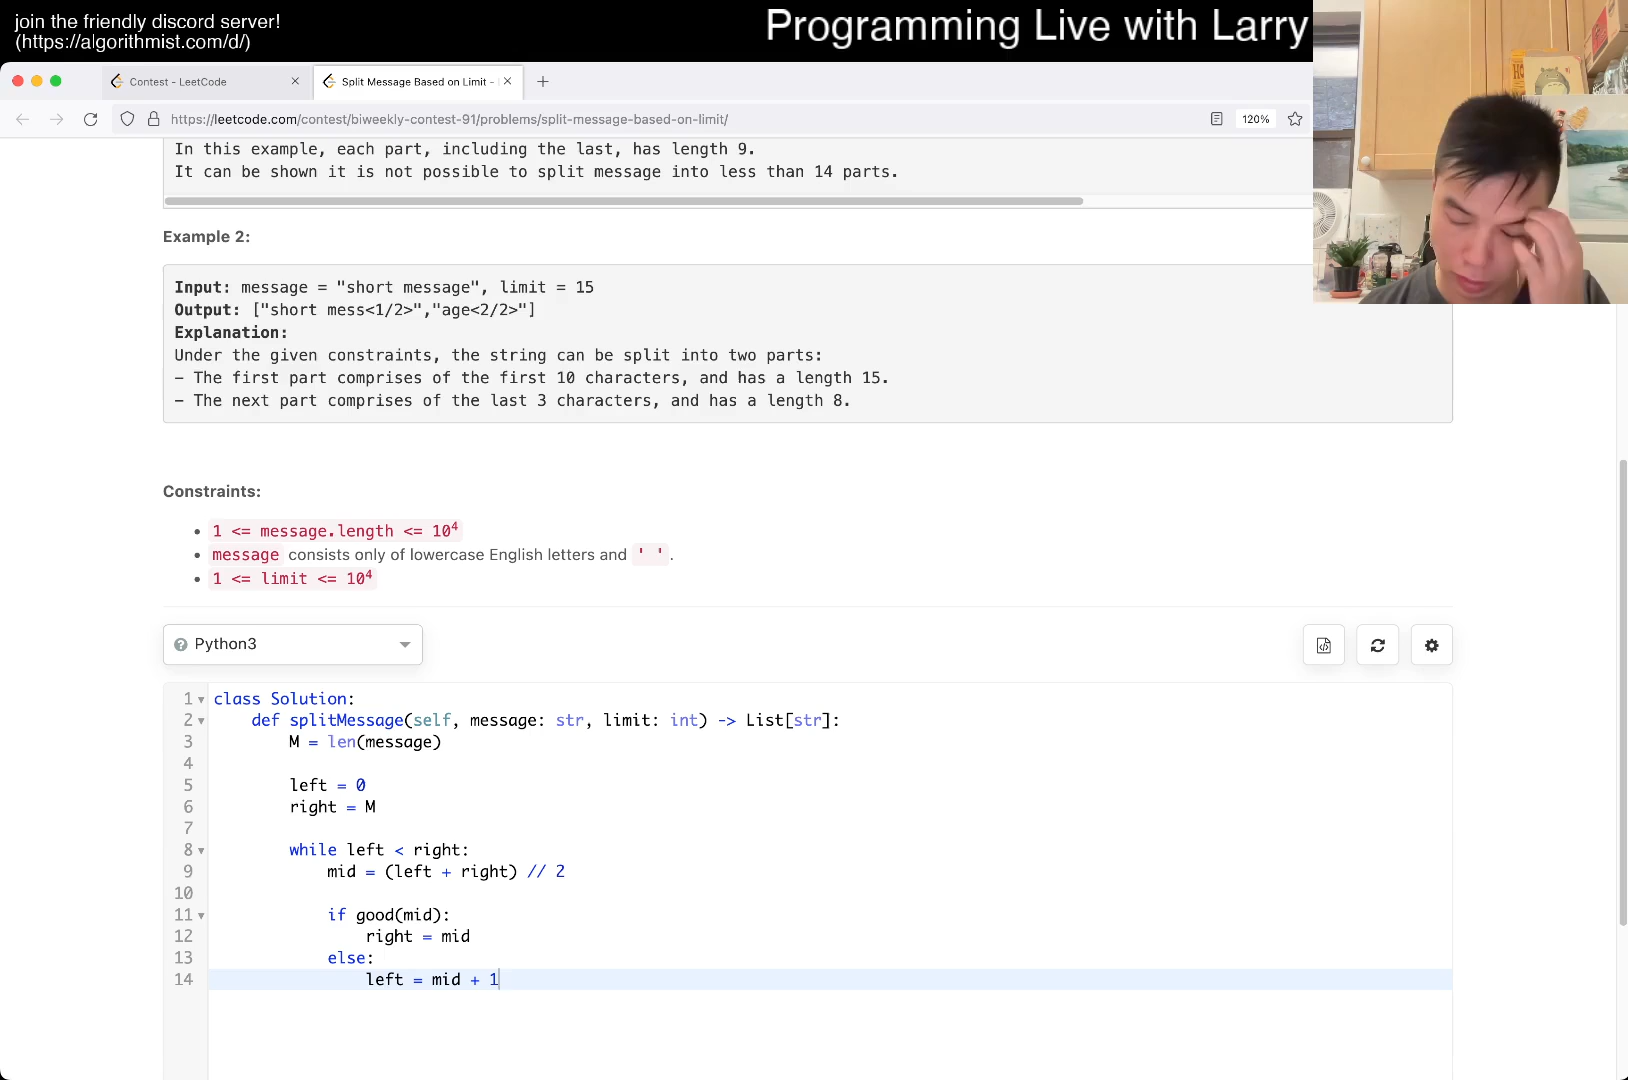 join the friendly discord server!
(https://algorithmist.com/d/)
Programming Live with Larry
Contest - LeetCode
Split Message Based on Limit -
https://leetcode.com/contest/biweekly-contest-91/problems/split-message-based-on-limit/
120%
In this example, each part, including the last, has length 9.
It can be shown it is not possible to split message into less than 14 parts.
Example 2:
Input: message = "short message", limit = 15
Output: ["short mess<1/2>","age<2/2>"]
Explanation:
Under the given constraints, the string can be split into two parts:
– The first part comprises of the first 10 characters, and has a length 15.
– The next part comprises of the last 3 characters, and has a length 8.
Constraints:
• 1 <= message.length <= 10⁴
• message consists only of lowercase English letters and ' '.
• 1 <= limit <= 10⁴
Python3
1 class Solution:
2 def splitMessage(self, message: str, limit: int) -> List[str]:
3 M = len(message)
4
5 left = 0
6 right = M
7
8 while left < right:
9 mid = (left + right) // 2
10
11 if good(mid):
12 right = mid
13 else:
14 left = mid + 1